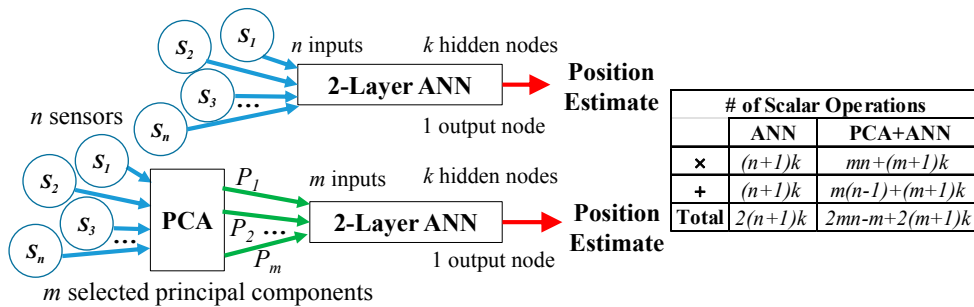 S1
S2
S3
...
Sn
n sensors
n inputs
k hidden nodes
2-Layer ANN
1 output node
Position
Estimate
S1
S2
S3
...
Sn
PCA
P1
P2 ...
Pm
m inputs
k hidden nodes
2-Layer ANN
1 output node
Position
Estimate
m selected principal components
# of Scalar Operations
ANN PCA+ANN
× (n+1)k mn+(m+1)k
+ (n+1)k m(n-1)+(m+1)k
Total 2(n+1)k 2mn-m+2(m+1)k